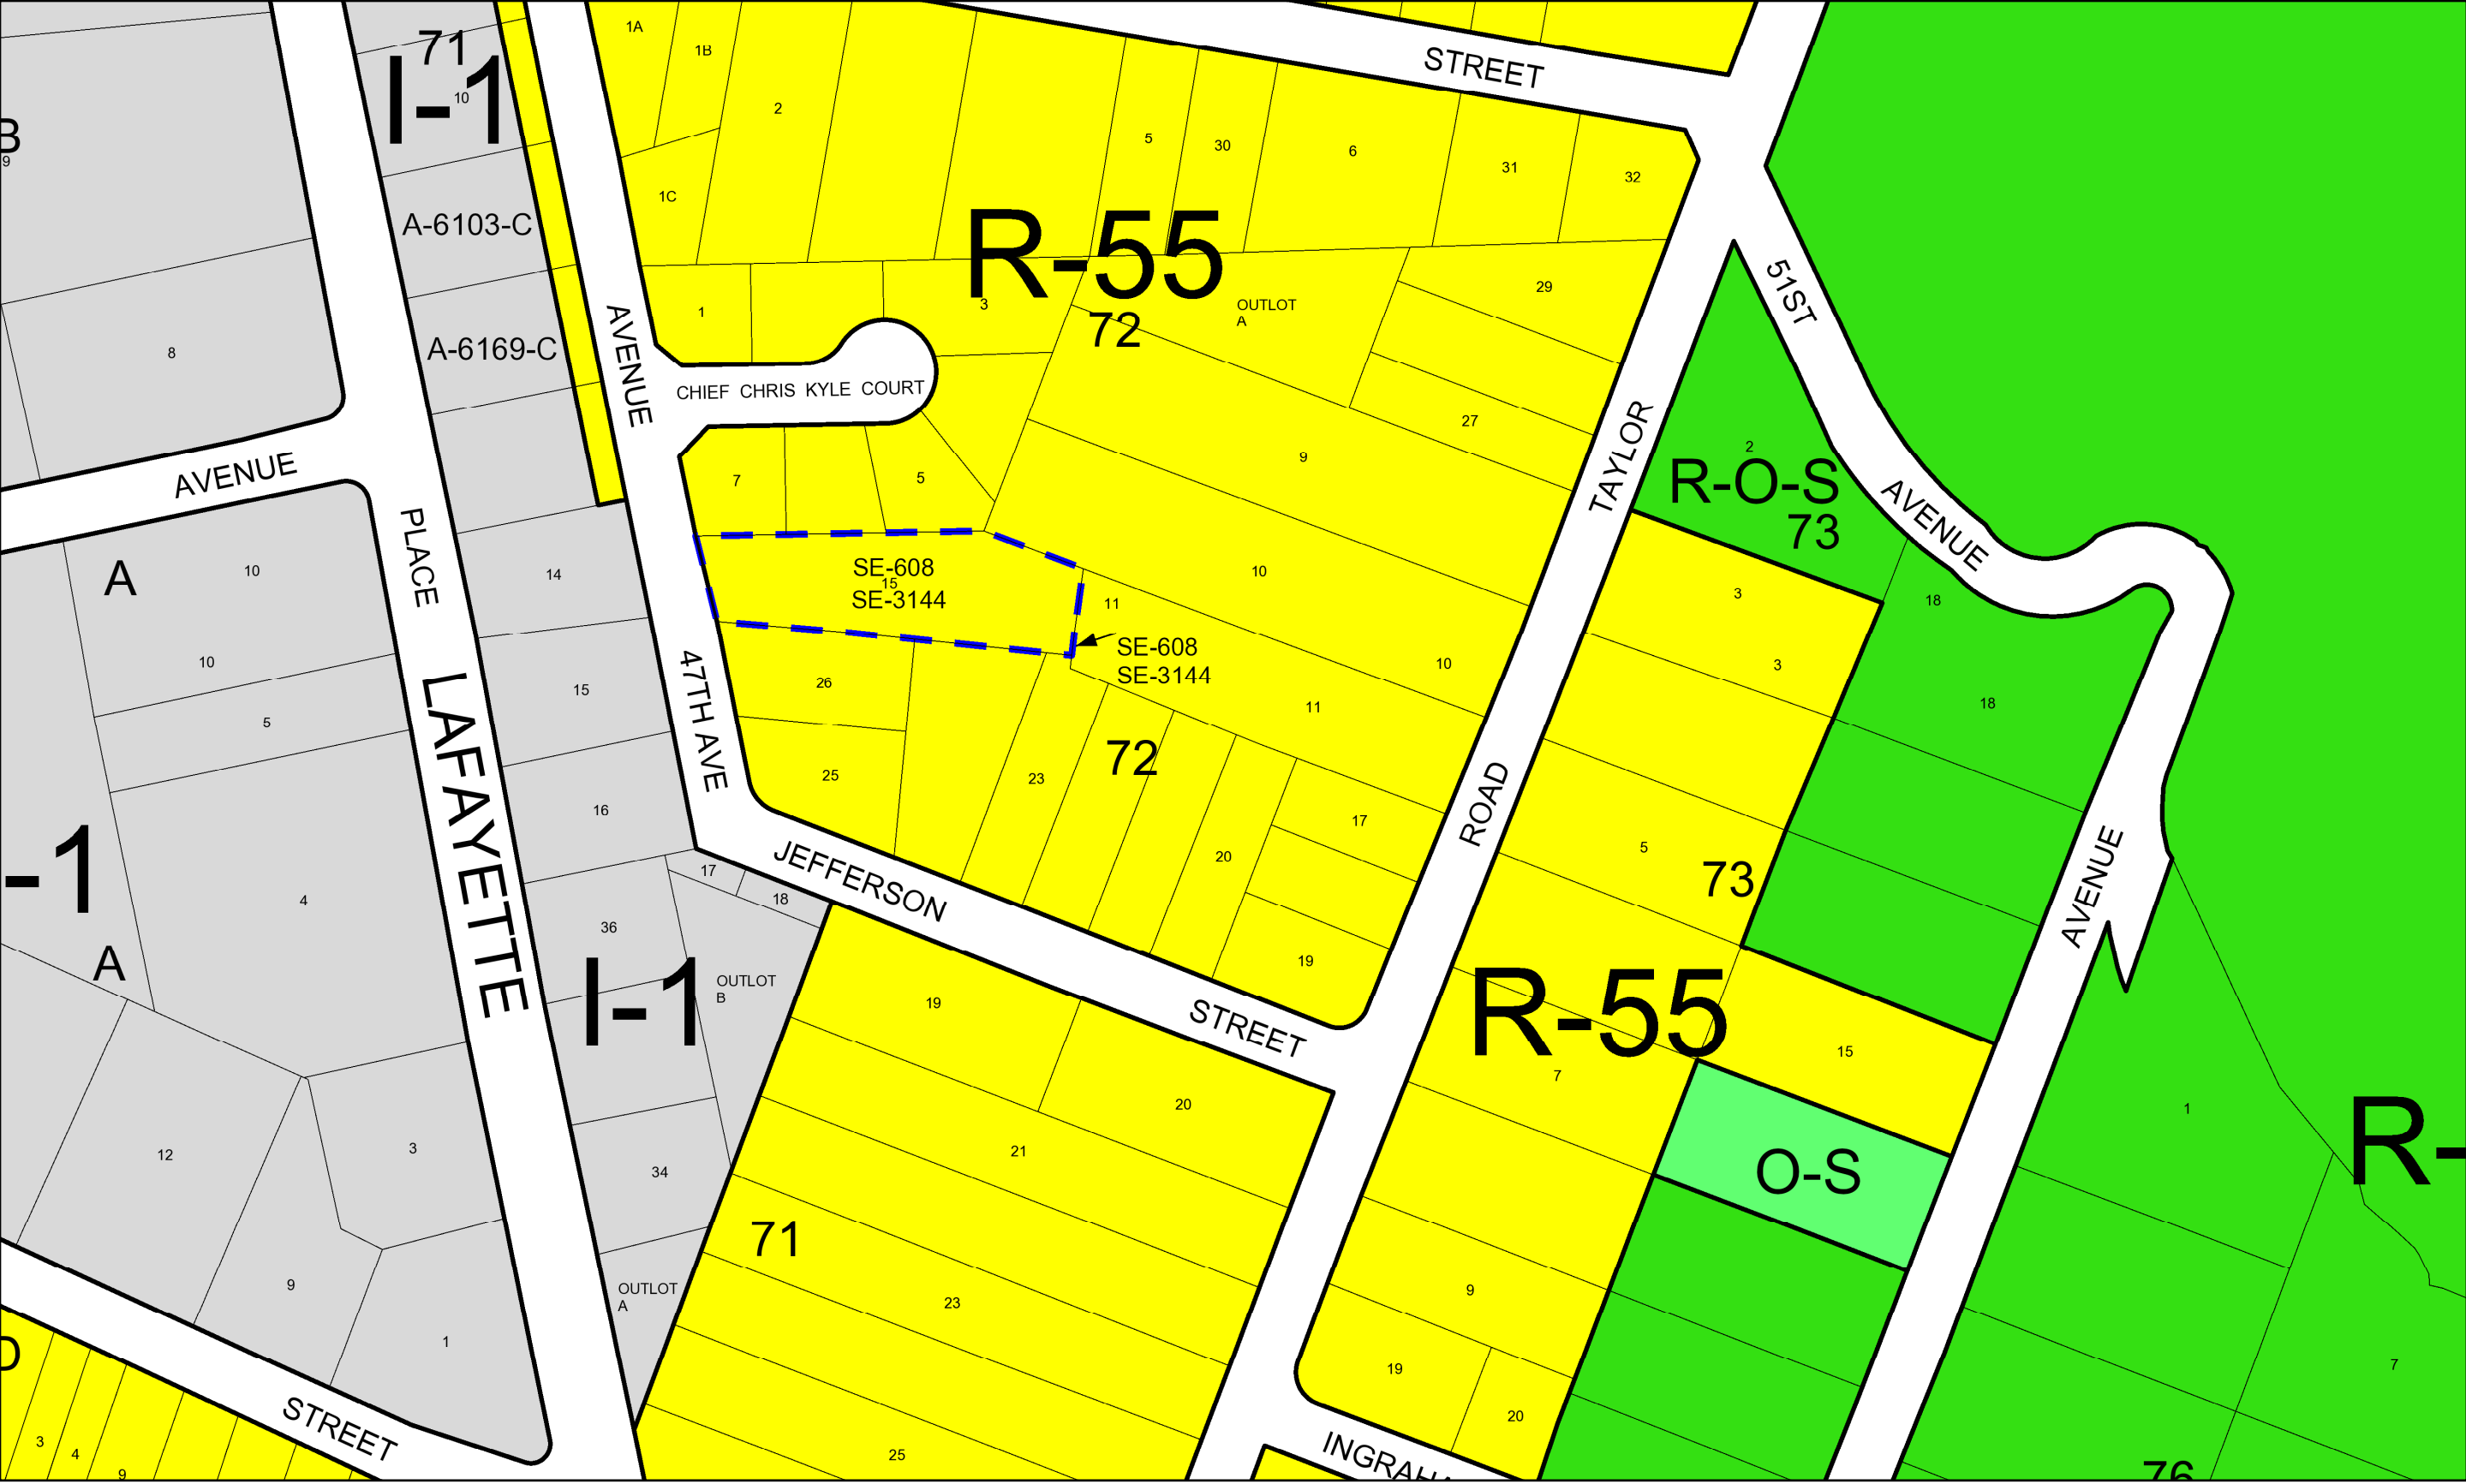 1A
1B
1C
2
STREET
5
30
6
31
32
71
I-1
10
A-6103-C
A-6169-C
B
9
8
R-55
72
1
3
OUTLOT
A
29
27
9
AVENUE
CHIEF CHRIS KYLE COURT
7
5
TAYLOR
51ST
AVENUE
2
R-O-S
73
AVENUE
PLACE
LAFAYETTE
A
10
10
5
4
-1
A
14
15
16
SE-608
15
SE-3144
SE-608
SE-3144
10
10
11
11
47TH AVE
26
25
23
72
20
17
19
ROAD
3
3
5
73
18
18
AVENUE
JEFFERSON
STREET
17
18
36
I-1
OUTLOT
B
34
OUTLOT
A
12
3
9
1
19
20
21
71
23
25
R-55
7
15
O-S
9
19
20
1
R-
7
76
D
3
4
9
STREET
INGRAHA